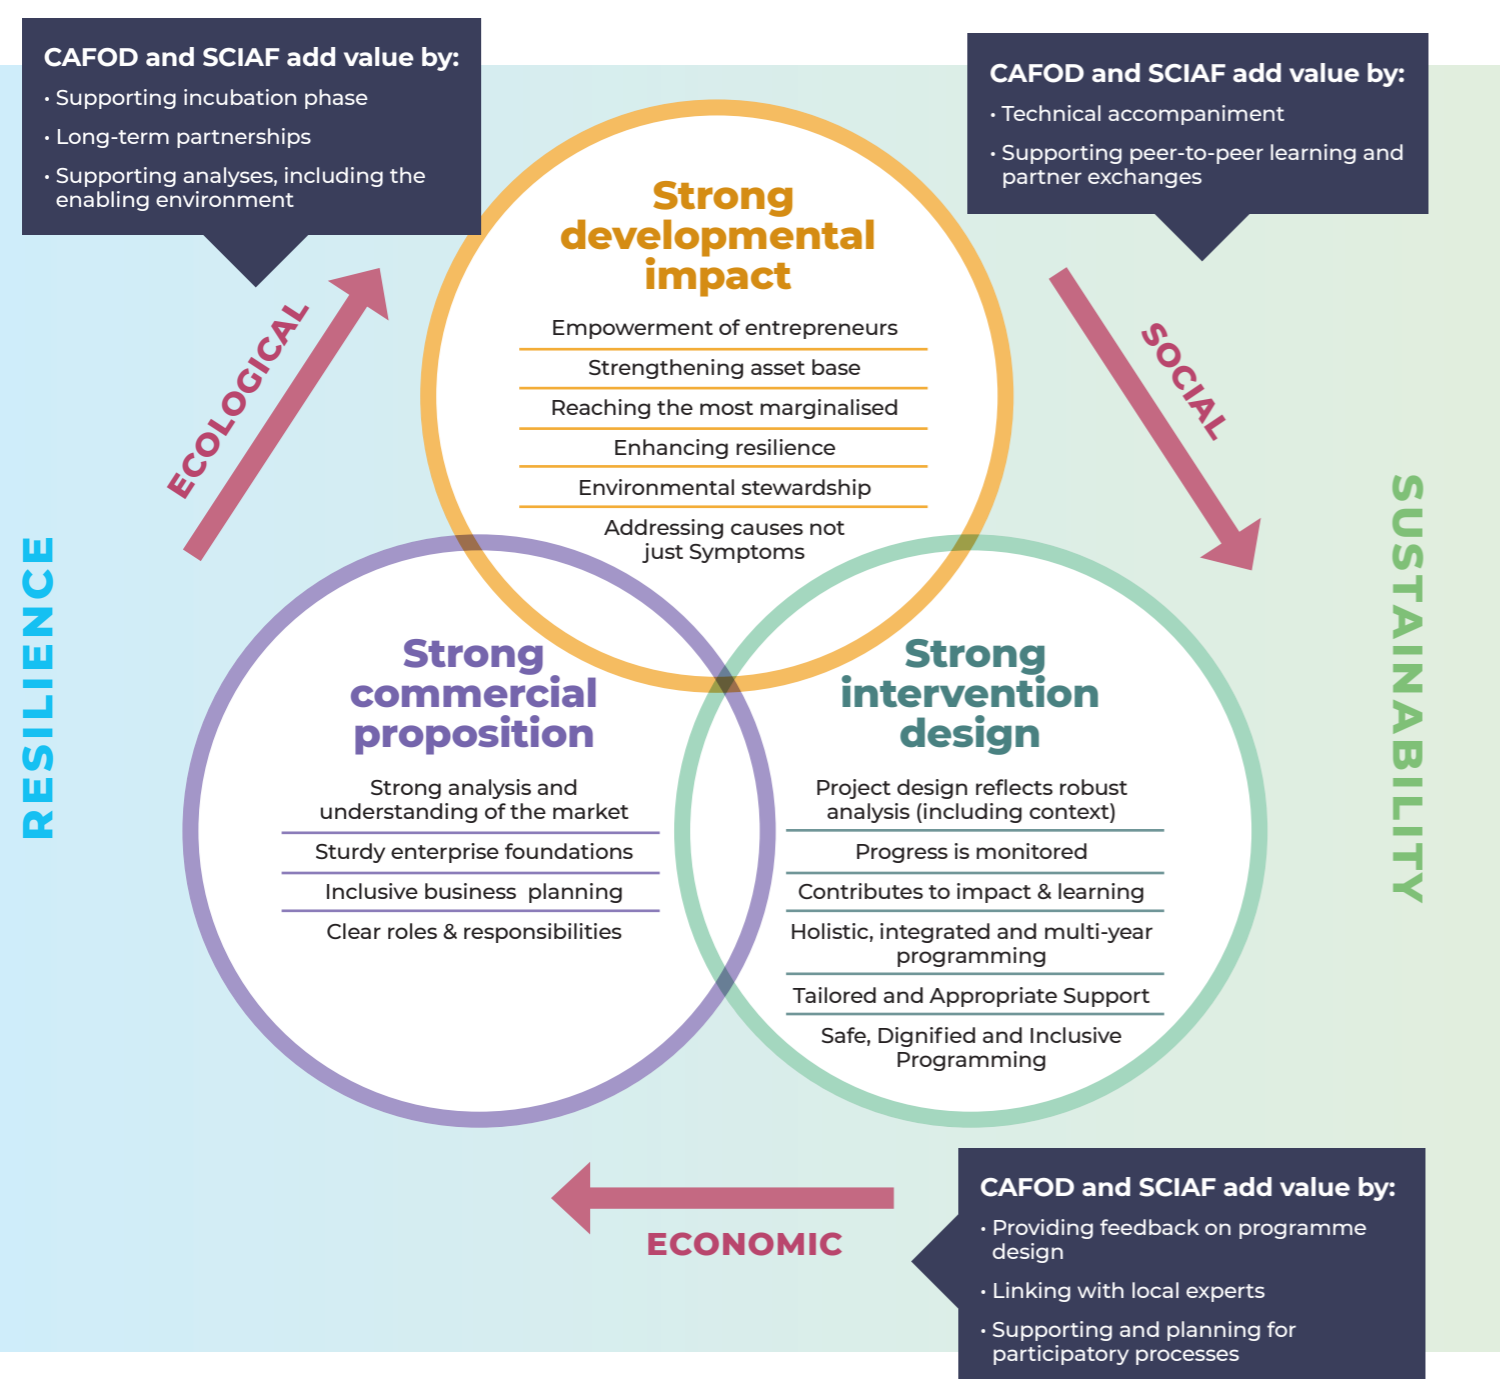 CAFOD and SCIAF add value by:
• Supporting incubation phase
• Long-term partnerships
• Supporting analyses, including the
enabling environment
CAFOD and SCIAF add value by:
• Technical accompaniment
• Supporting peer-to-peer learning and
partner exchanges
ECOLOGICAL
SOCIAL
RESILIENCE
SUSTAINABILITY
Strong
developmental
impact
Empowerment of entrepreneurs
Strengthening asset base
Reaching the most marginalised
Enhancing resilience
Environmental stewardship
Addressing causes not
just Symptoms
Strong
commercial
proposition
Strong analysis and
understanding of the market
Sturdy enterprise foundations
Inclusive business planning
Clear roles & responsibilities
Strong
intervention
design
Project design reflects robust
analysis (including context)
Progress is monitored
Contributes to impact & learning
Holistic, integrated and multi-year
programming
Tailored and Appropriate Support
Safe, Dignified and Inclusive
Programming
ECONOMIC
CAFOD and SCIAF add value by:
• Providing feedback on programme
design
• Linking with local experts
• Supporting and planning for
participatory processes